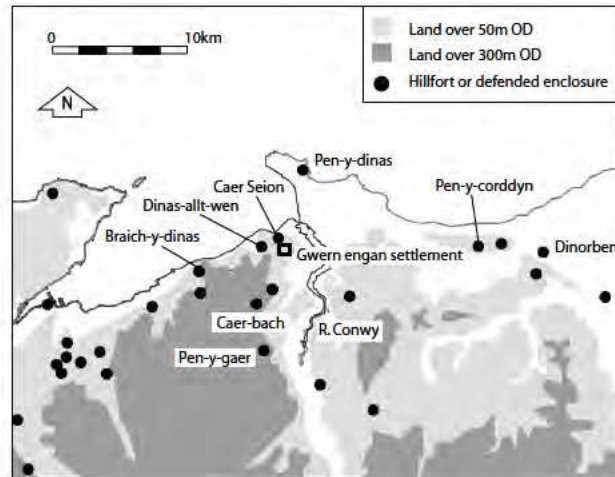 0
10km
N
Land over 50m OD
Land over 300m OD
Hillfort or defended enclosure
Pen-y-dinas
Caer Seion
Pen-y-corddyn
Dinas-allt-wen
Braich-y-dinas
Gwern engan settlement
Dinorben
Caer-bach
R. Conwy
Pen-y-gaer